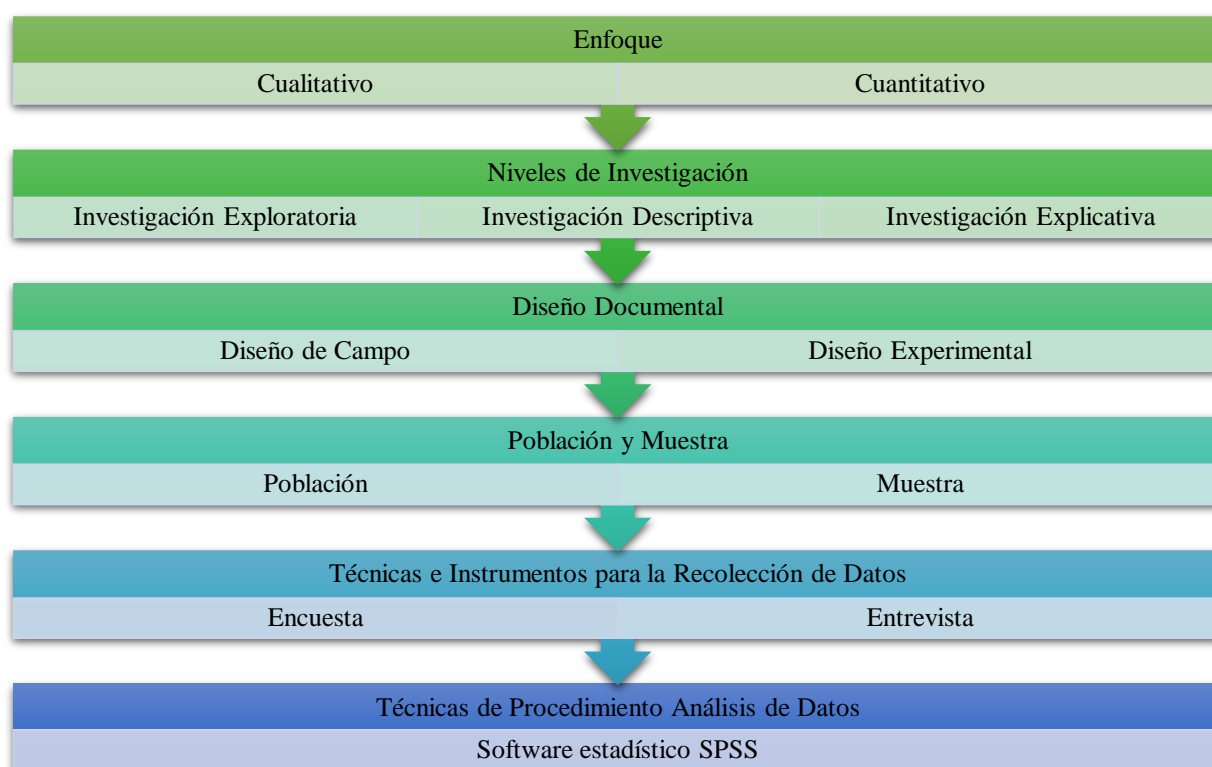 Enfoque
Cualitativo Cuantitativo
Niveles de Investigación
Investigación Exploratoria Investigación Descriptiva Investigación Explicativa
Diseño Documental
Diseño de Campo Diseño Experimental
Población y Muestra
Población Muestra
Técnicas e Instrumentos para la Recolección de Datos
Encuesta Entrevista
Técnicas de Procedimiento Análisis de Datos
Software estadístico SPSS